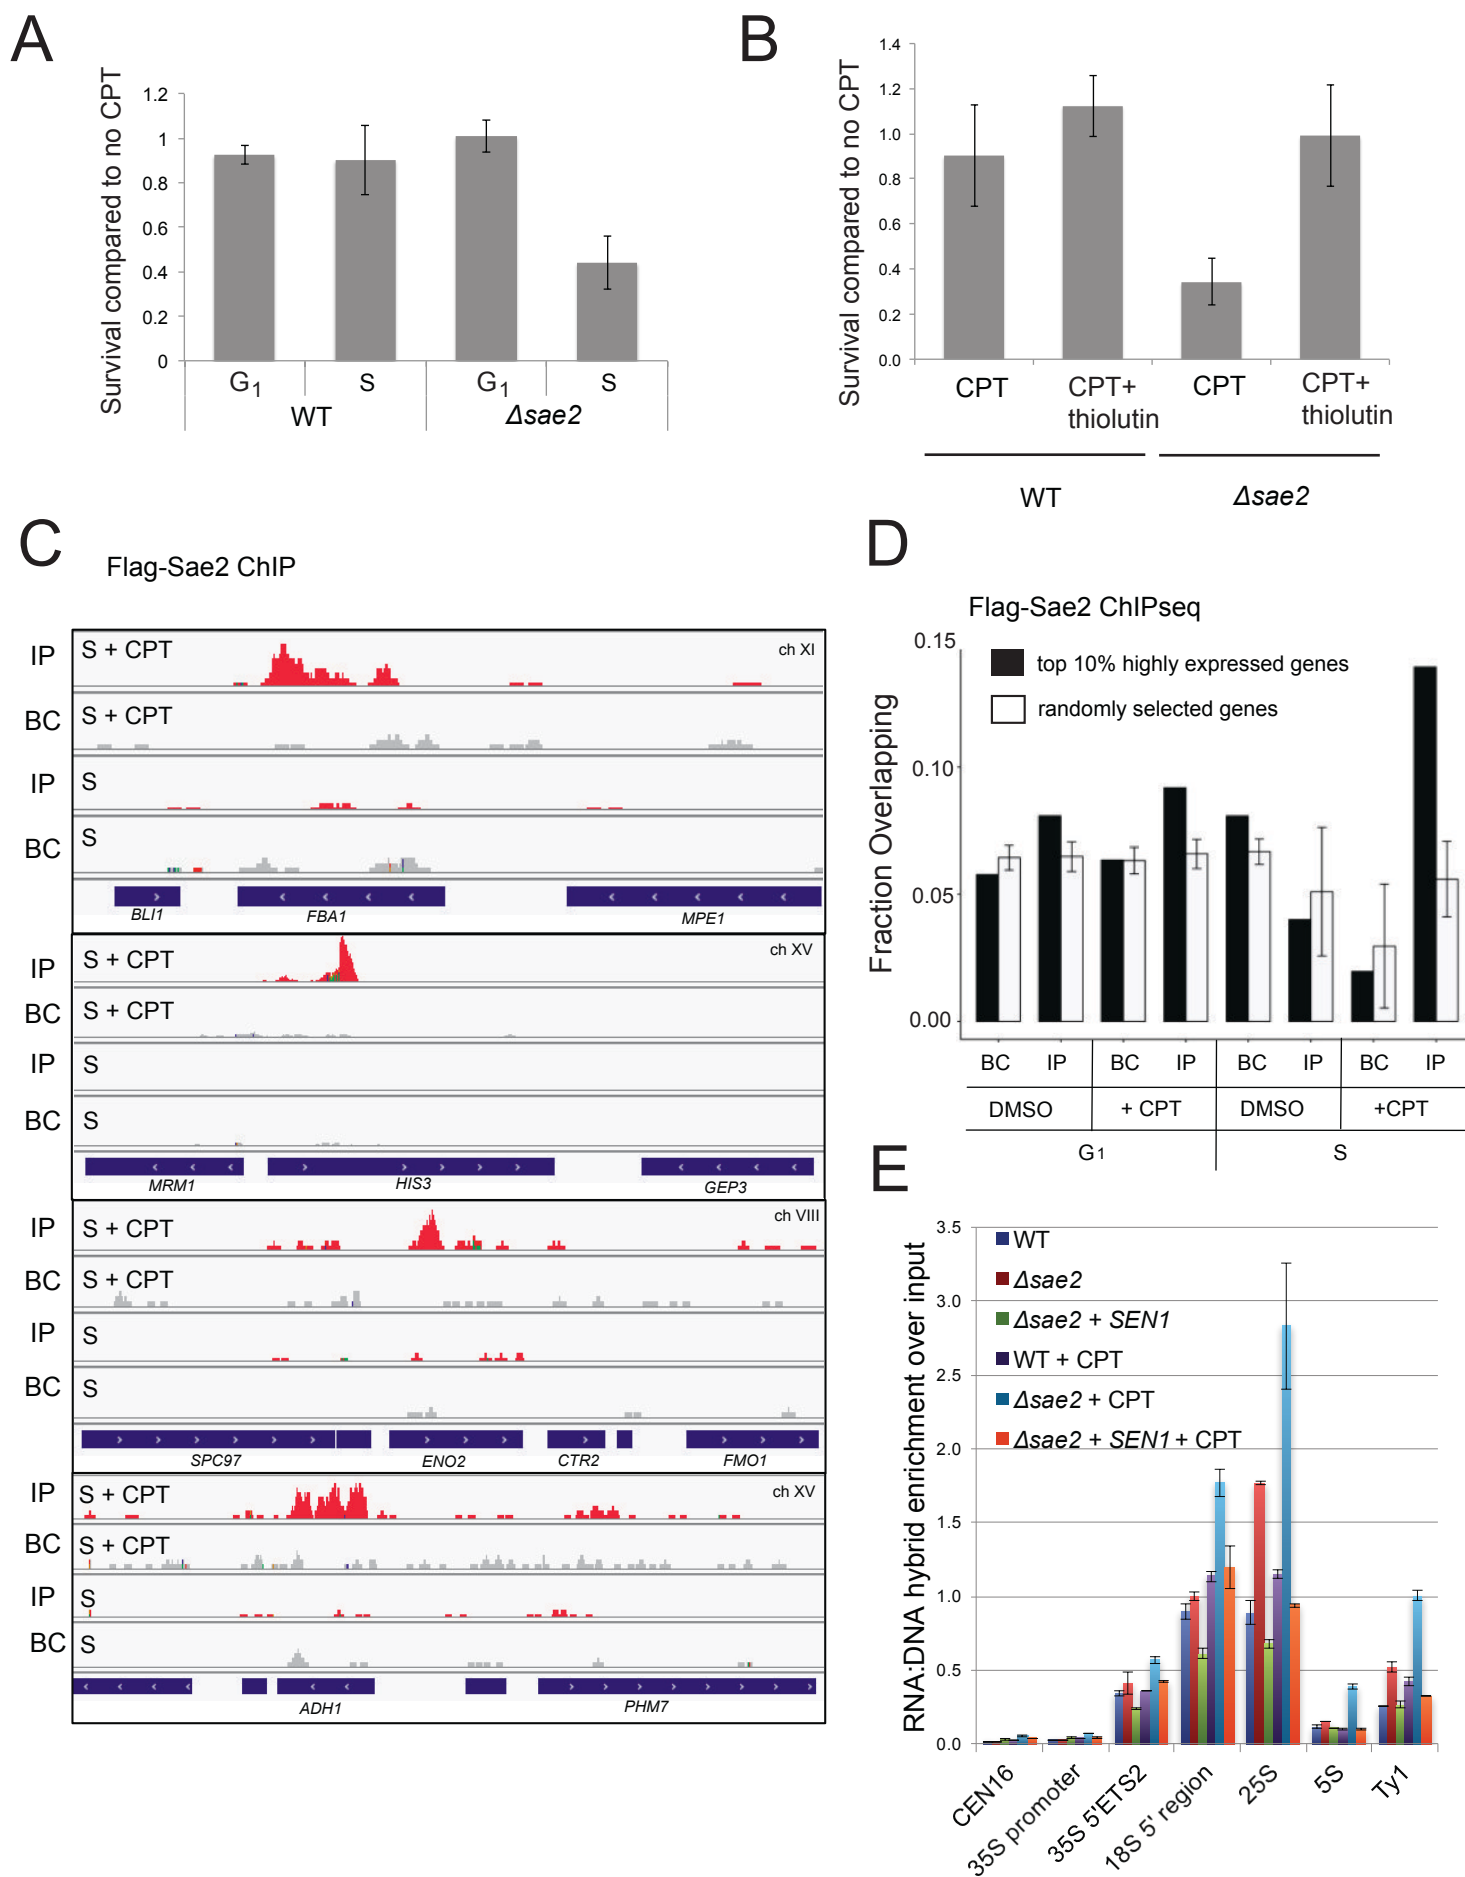 A
Survival compared to no CPT
1.2
1
0.8
0.6
0.4
0.2
0
G1 S G1 S
WT Δsae2
B
Survival compared to no CPT
1.4
1.2
1.0
0.8
0.6
0.4
0.2
0.0
CPT CPT+ CPT CPT+
thiolutin thiolutin
WT Δsae2
C
Flag-Sae2 ChIP
IP S + CPT ch XI
BC S + CPT
IP S
BC S
BLI1 FBA1 MPE1
IP S + CPT ch XV
BC S + CPT
IP S
BC S
MRM1 HIS3 GEP3
IP S + CPT ch VIII
BC S + CPT
IP S
BC S
SPC97 ENO2 CTR2 FMO1
IP S + CPT ch XV
BC S + CPT
IP S
BC S
ADH1 PHM7
D
Flag-Sae2 ChIPseq
top 10% highly expressed genes
randomly selected genes
Fraction Overlapping
0.15
0.10
0.05
0.00
BC IP BC IP BC IP BC IP
DMSO + CPT DMSO +CPT
G1 S
E
RNA:DNA hybrid enrichment over input
3.5
3.0
2.5
2.0
1.5
1.0
0.5
0.0
WT
Δsae2
Δsae2 + SEN1
WT + CPT
Δsae2 + CPT
Δsae2 + SEN1 + CPT
CEN16
35S promoter
35S 5'ETS2
18S 5' region
25S
5S
Ty1